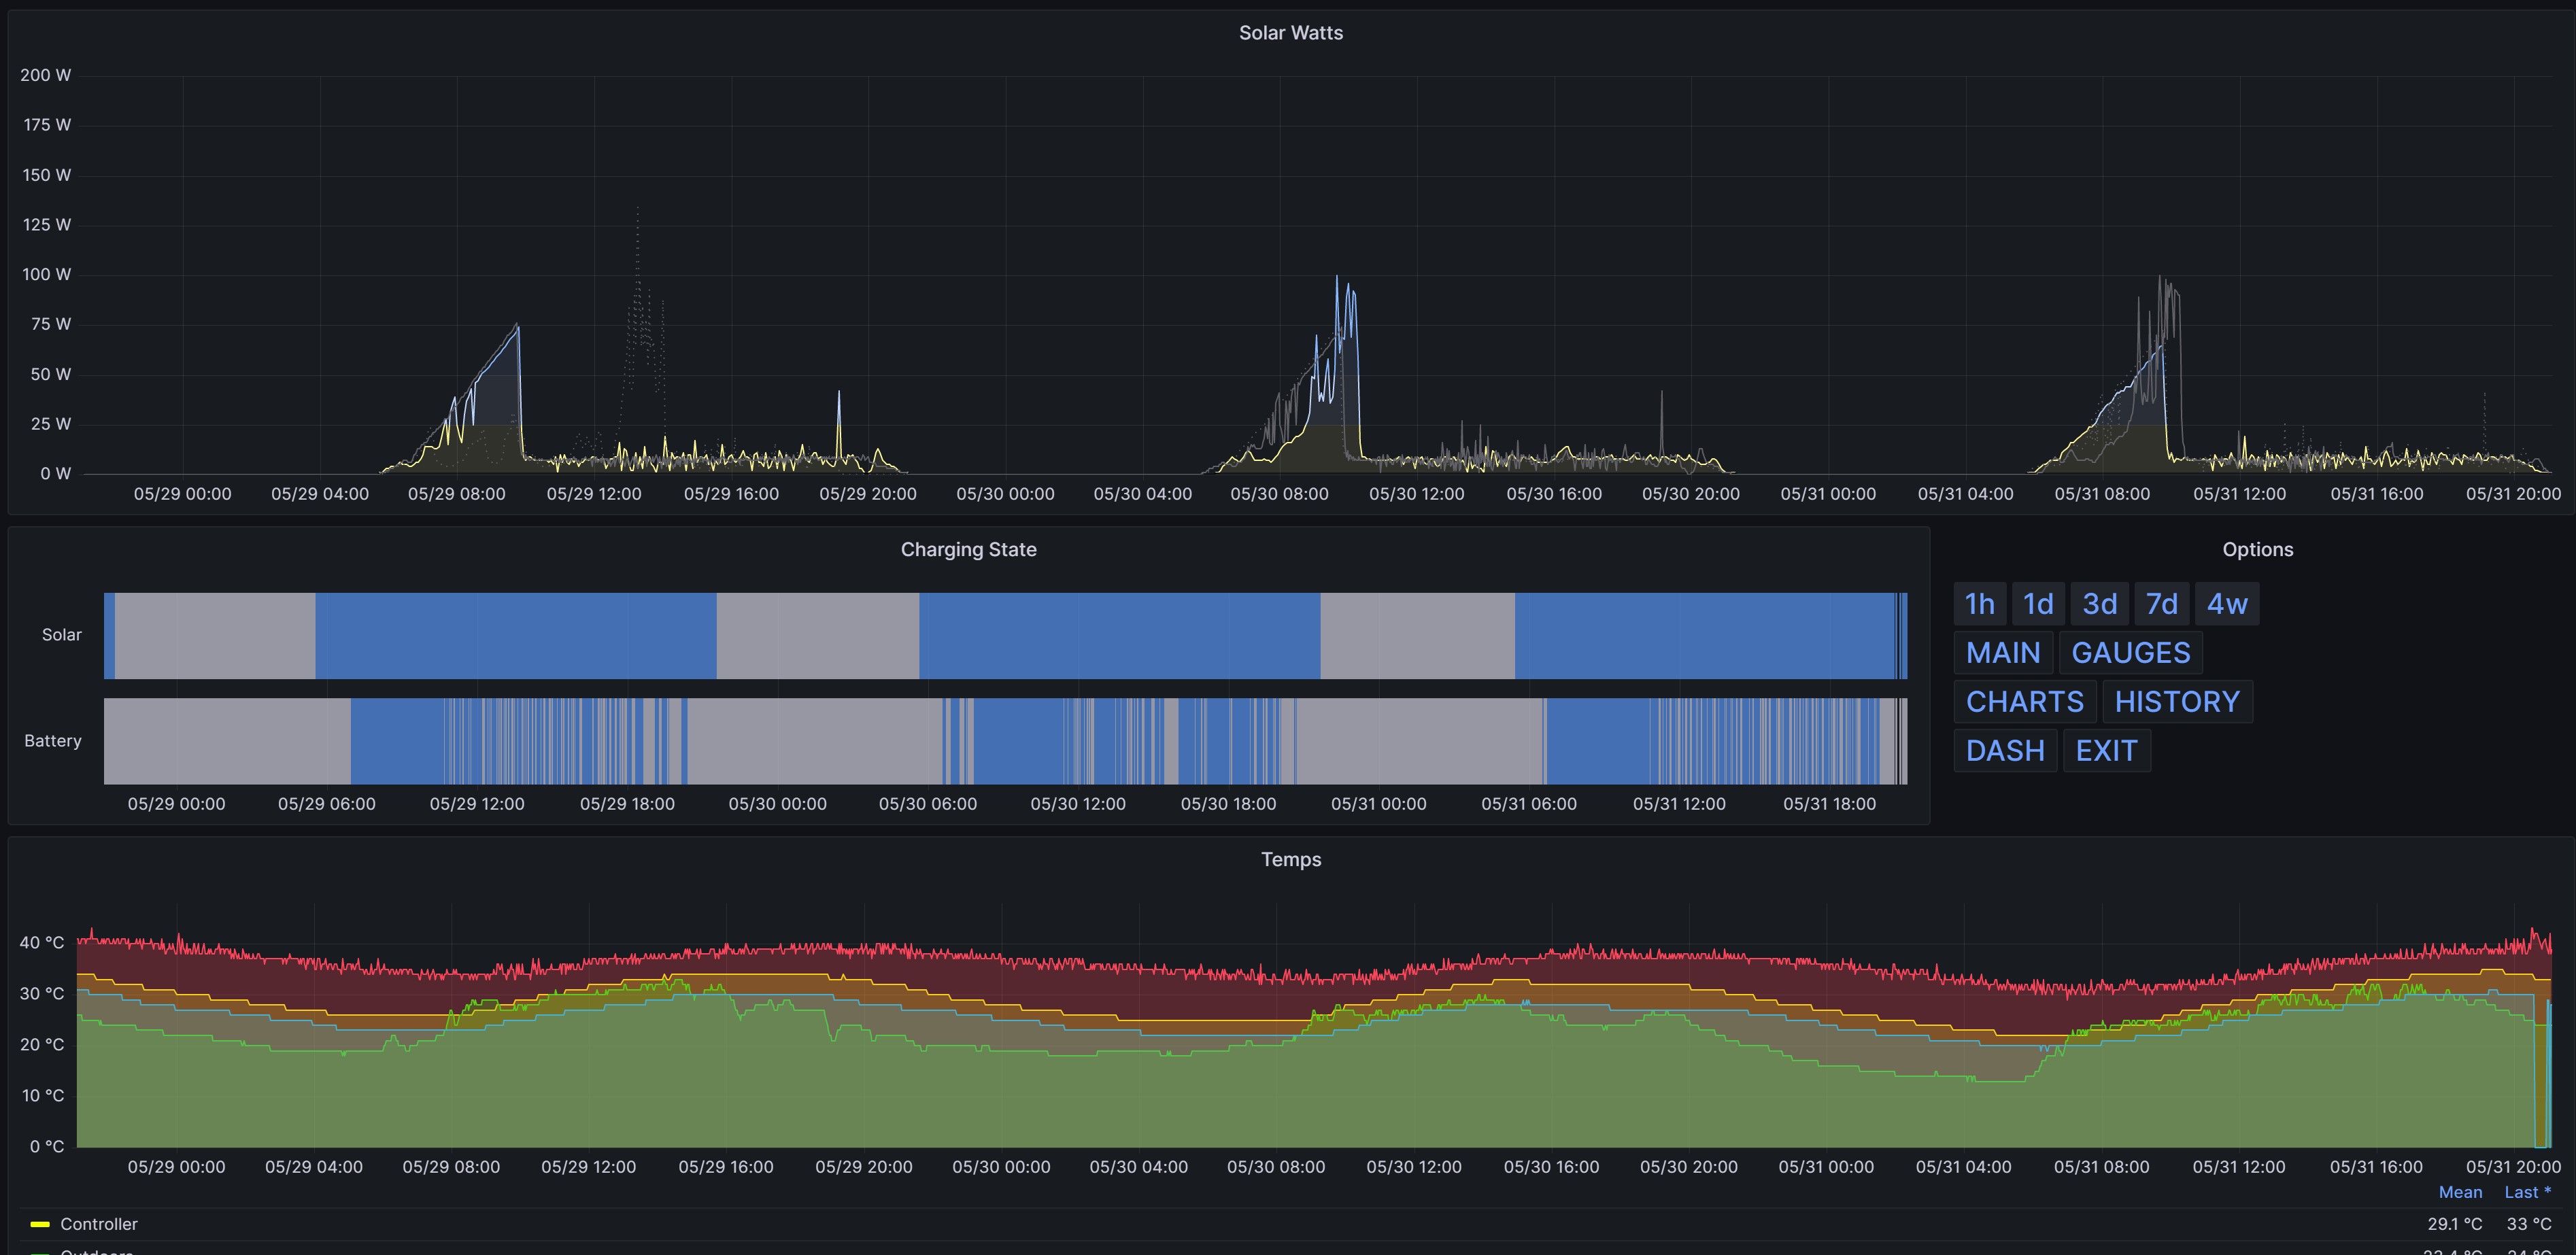 Solar Watts
200 W
175 W
150 W
125 W
100 W
75 W
50 W
25 W
0 W
05/29 00:00 05/29 04:00 05/29 08:00 05/29 12:00 05/29 16:00 05/29 20:00 05/30 00:00 05/30 04:00 05/30 08:00 05/30 12:00 05/30 16:00 05/30 20:00 05/31 00:00 05/31 04:00 05/31 08:00 05/31 12:00 05/31 16:00 05/31 20:00
Charging State
Solar
Battery
05/29 00:00 05/29 06:00 05/29 12:00 05/29 18:00 05/30 00:00 05/30 06:00 05/30 12:00 05/30 18:00 05/31 00:00 05/31 06:00 05/31 12:00 05/31 18:00
Options
1h 1d 3d 7d 4w
MAIN GAUGES
CHARTS HISTORY
DASH EXIT
Temps
40 °C
30 °C
20 °C
10 °C
0 °C
05/29 00:00 05/29 04:00 05/29 08:00 05/29 12:00 05/29 16:00 05/29 20:00 05/30 00:00 05/30 04:00 05/30 08:00 05/30 12:00 05/30 16:00 05/30 20:00 05/31 00:00 05/31 04:00 05/31 08:00 05/31 12:00 05/31 16:00 05/31 20:00
Mean Last *
Controller 29.1 °C 33 °C